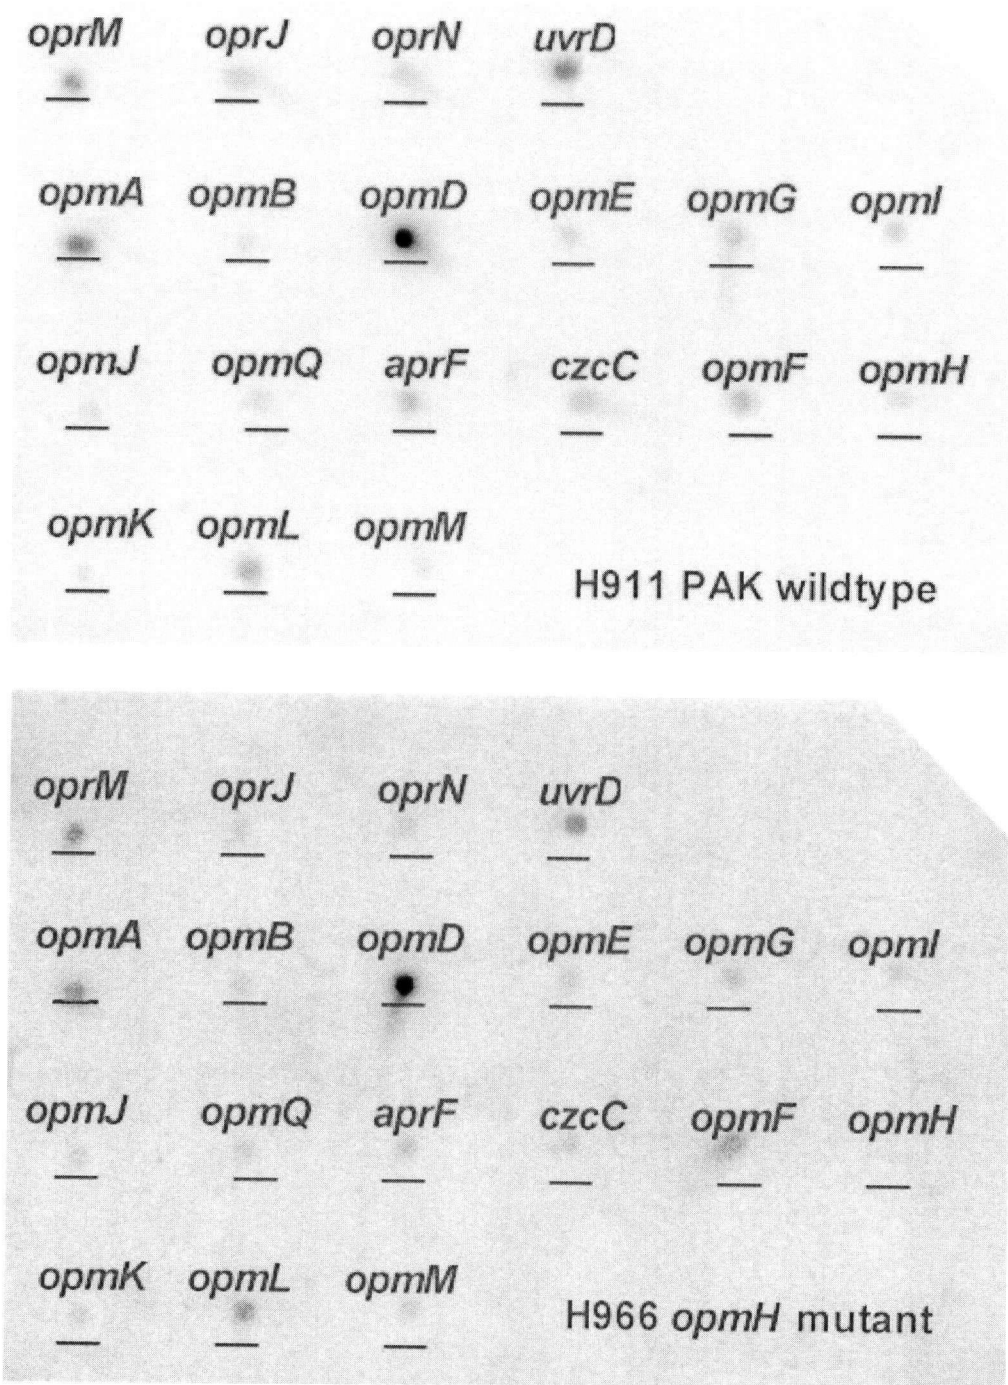 oprM oprJ oprN uvrD
opmA opmB opmD opmE opmG opmI
opmJ opmQ aprF czcC opmF opmH
opmK opmL opmM
H911 PAK wildtype
oprM oprJ oprN uvrD
opmA opmB opmD opmE opmG opmI
opmJ opmQ aprF czcC opmF opmH
opmK opmL opmM
H966 opmH mutant